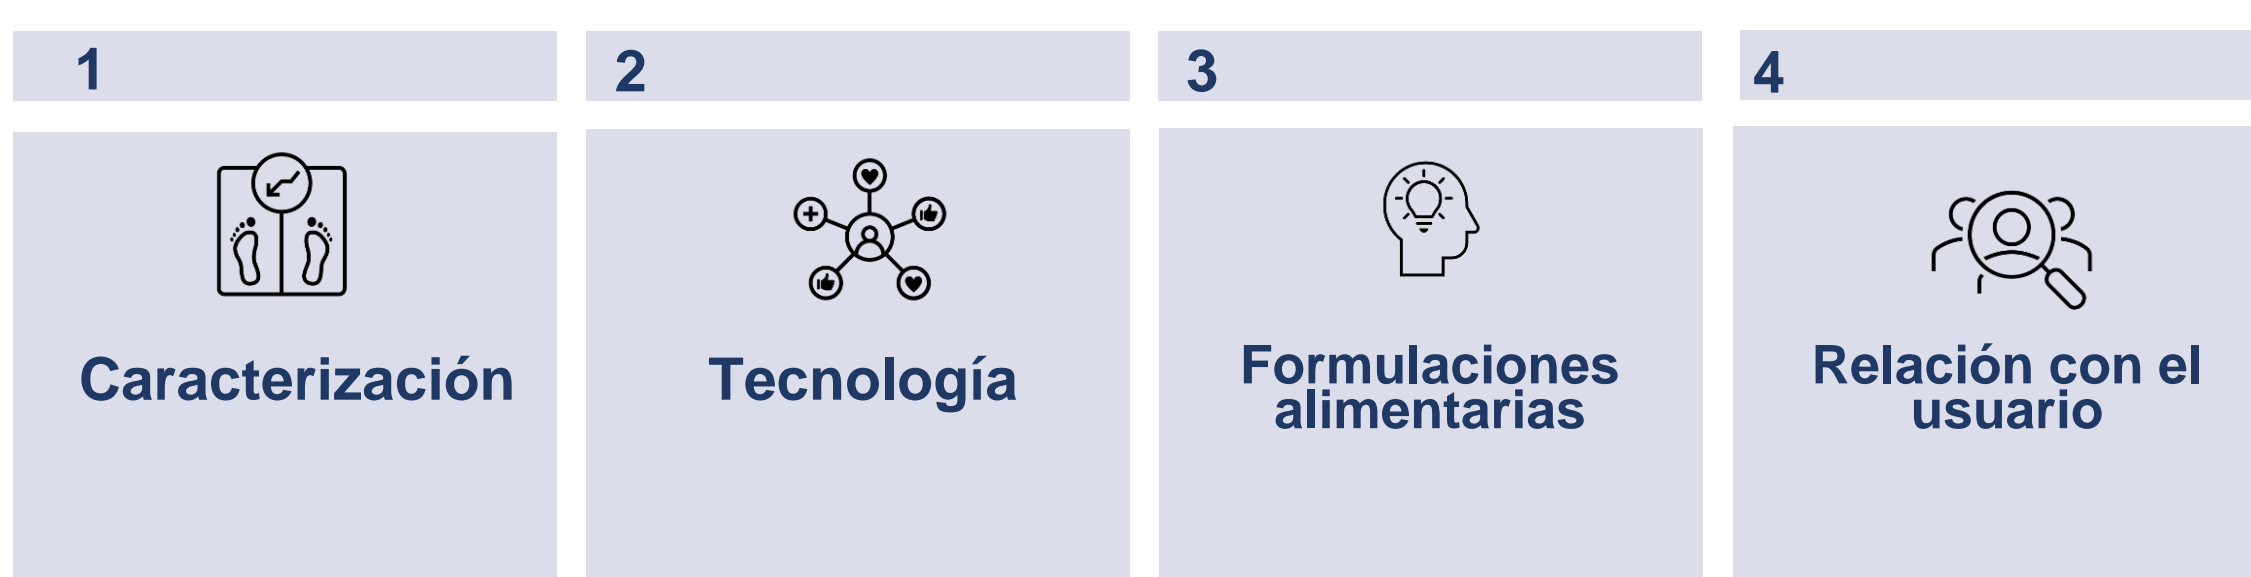 1
2
3
4
Caracterización
Tecnología
Formulaciones
alimentarias
Relación con el
usuario